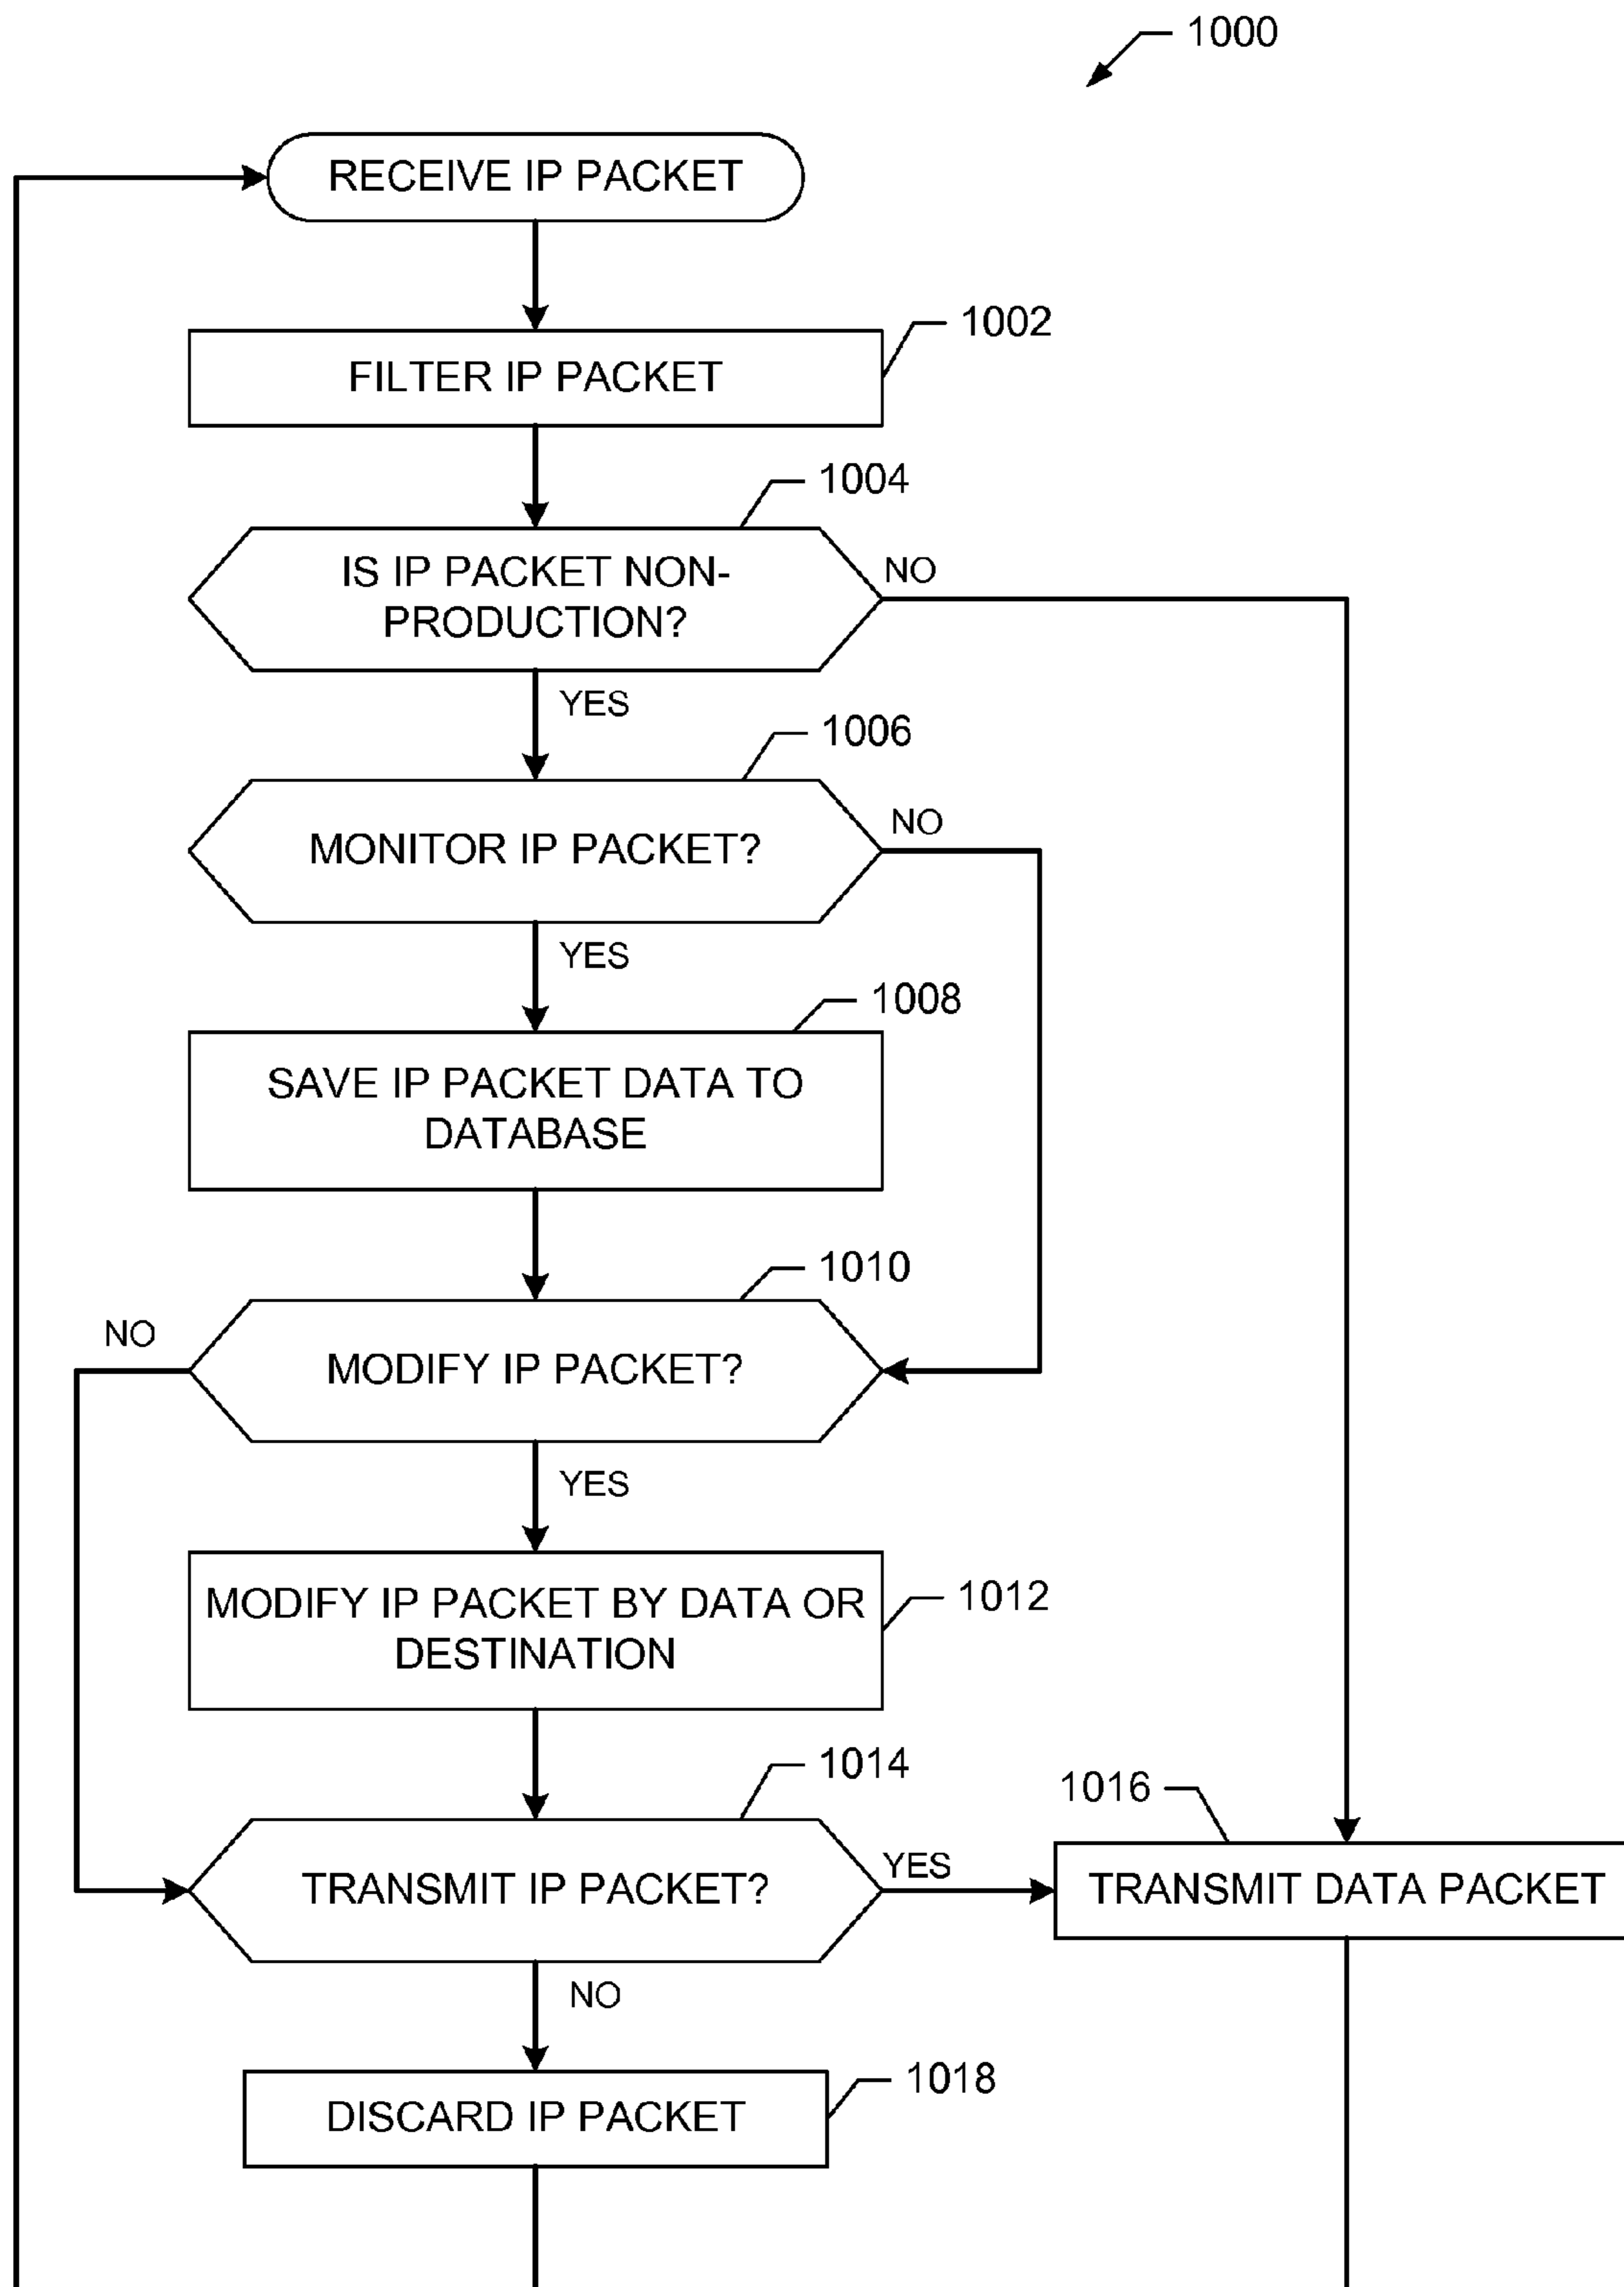 1000
RECEIVE IP PACKET
1002
FILTER IP PACKET
1004
IS IP PACKET NON-
PRODUCTION?
NO
YES
1006
MONITOR IP PACKET?
NO
YES
1008
SAVE IP PACKET DATA TO
DATABASE
1010
NO
MODIFY IP PACKET?
YES
MODIFY IP PACKET BY DATA OR
DESTINATION
1012
1014
TRANSMIT IP PACKET?
YES
1016
TRANSMIT DATA PACKET
NO
1018
DISCARD IP PACKET